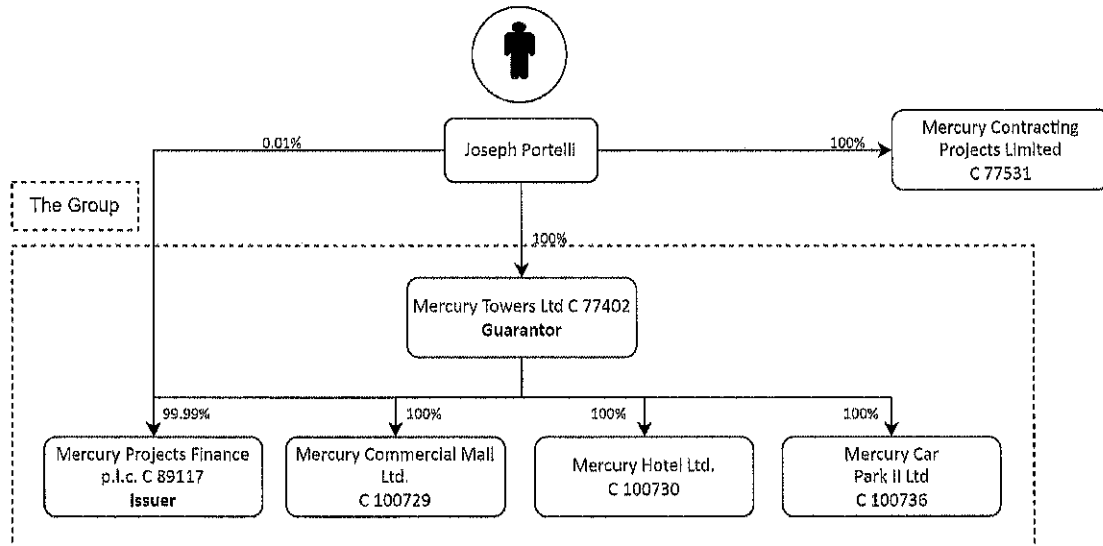 0.01%
Joseph Portelli
100%
Mercury Contracting
Projects Limited
C 77531
The Group
100%
Mercury Towers Ltd C 77402
Guarantor
99.99%
100%
100%
100%
Mercury Projects Finance
p.l.c. C 89117
Issuer
Mercury Commercial Mall
Ltd.
C 100729
Mercury Hotel Ltd.
C 100730
Mercury Car
Park II Ltd
C 100736